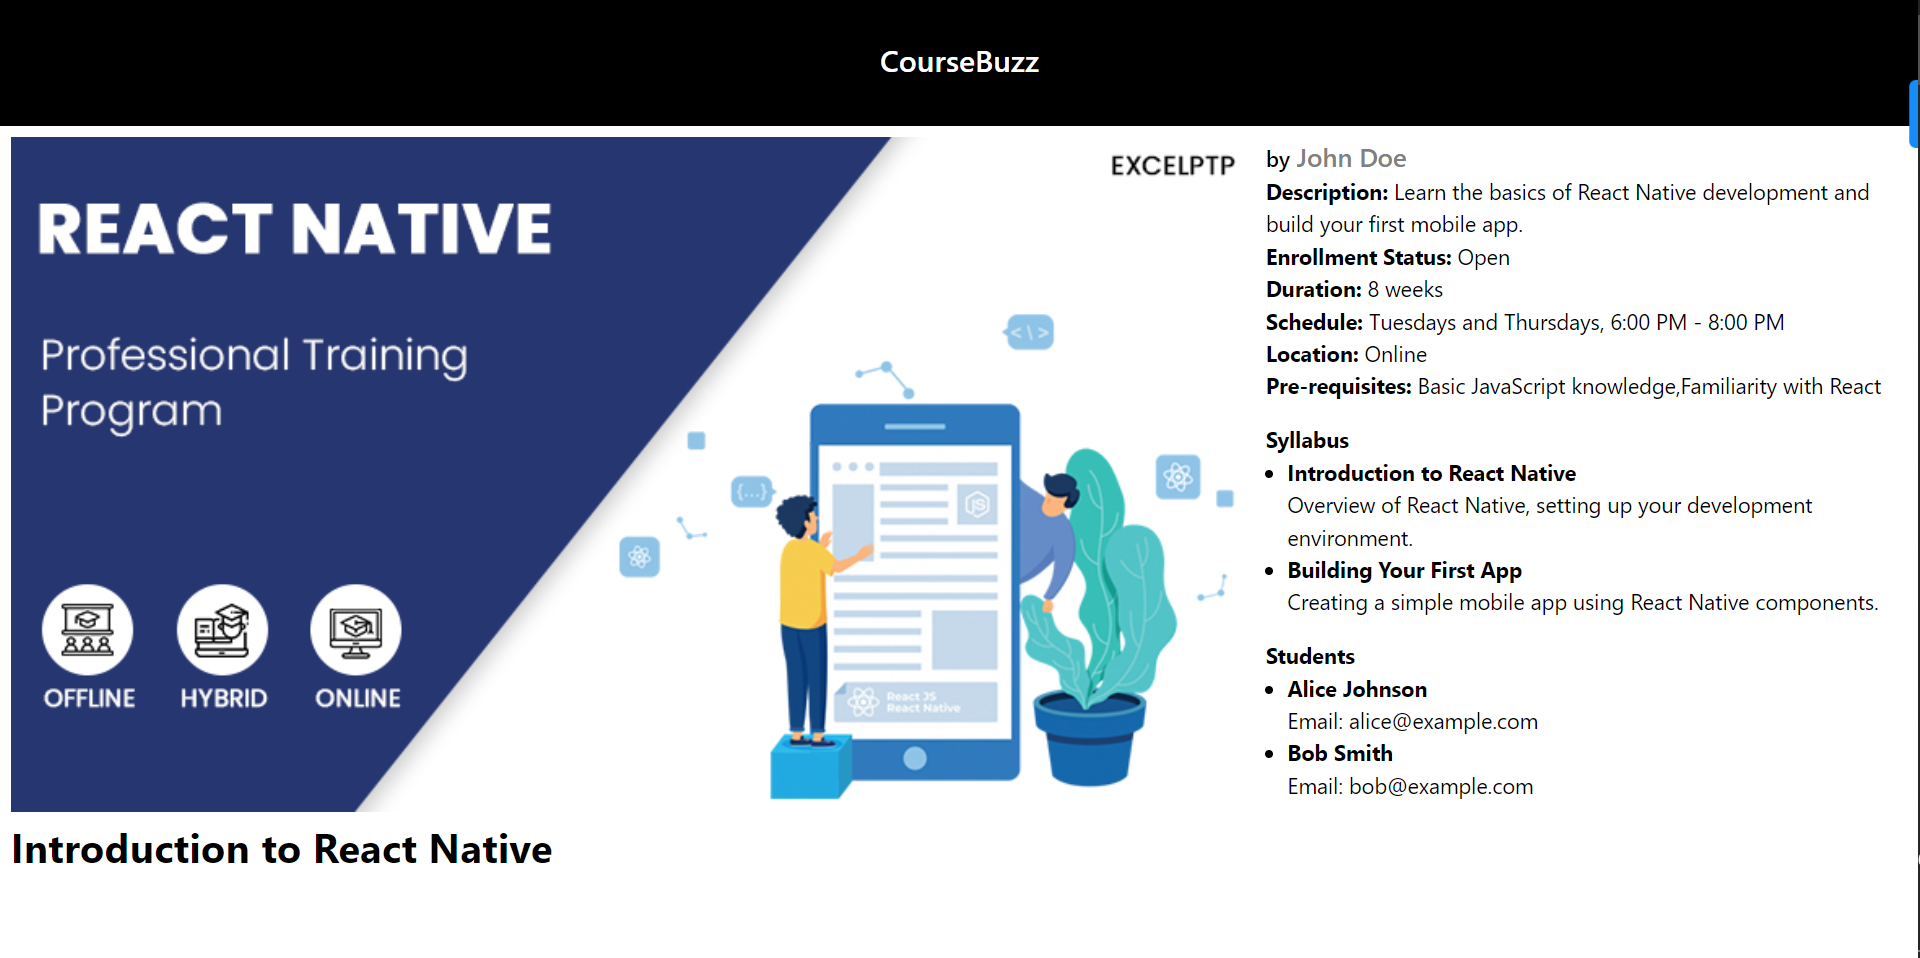 CourseBuzz
REACT NATIVE
Professional Training
Program
OFFLINE
HYBRID
ONLINE
EXCELPTP
<\>
{...}
JS
React JS
React Native
Introduction to React Native
by John Doe
Description: Learn the basics of React Native development and
build your first mobile app.
Enrollment Status: Open
Duration: 8 weeks
Schedule: Tuesdays and Thursdays, 6:00 PM - 8:00 PM
Location: Online
Pre-requisites: Basic JavaScript knowledge,Familiarity with React
Syllabus
• Introduction to React Native
Overview of React Native, setting up your development
environment.
• Building Your First App
Creating a simple mobile app using React Native components.
Students
• Alice Johnson
Email: alice@example.com
• Bob Smith
Email: bob@example.com